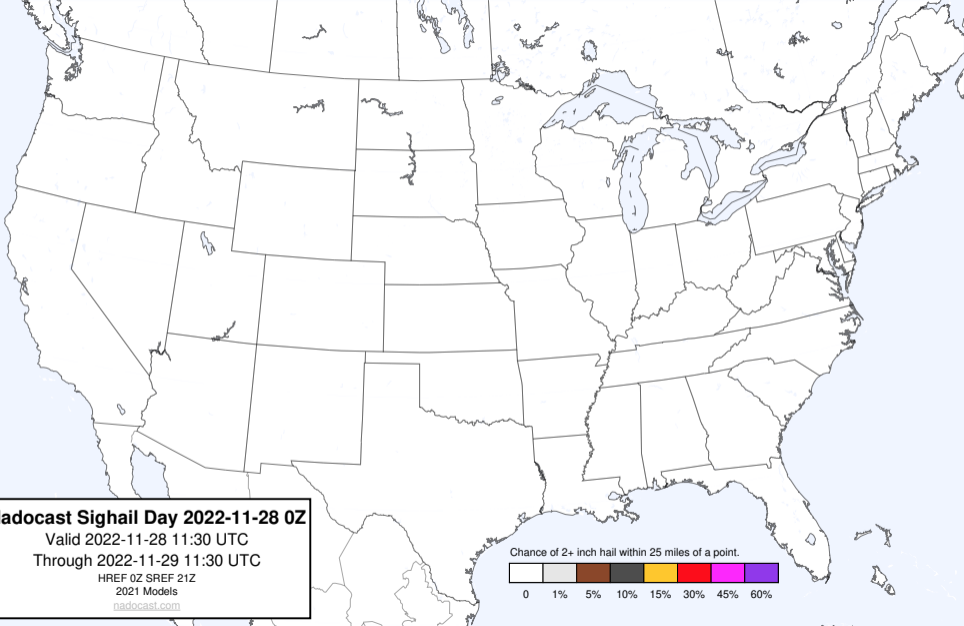 adocast Sighail Day 2022-11-28 0Z
Valid 2022-11-28 11:30 UTC
Through 2022-11-29 11:30 UTC
HREF 0Z SREF 21Z
2021 Models
nadocast.com
Chance of 2+ inch hail within 25 miles of a point.
0 1% 5% 10% 15% 30% 45% 60%